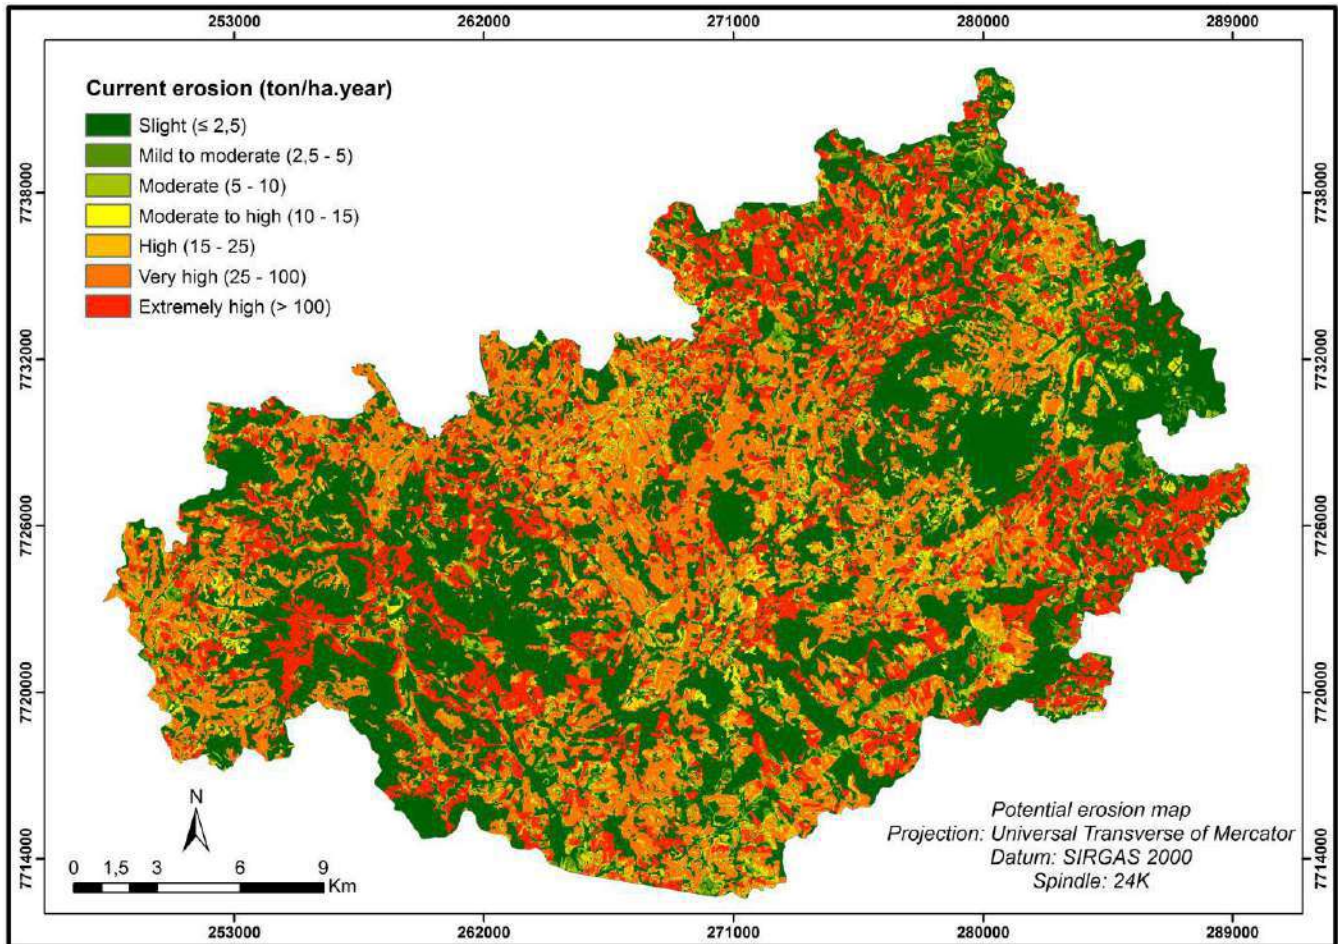 253000 262000 271000 280000 289000
Current erosion (ton/ha.year)
Slight (≤ 2,5)
Mild to moderate (2,5 - 5)
Moderate (5 - 10)
Moderate to high (10 - 15)
High (15 - 25)
Very high (25 - 100)
Extremely high (> 100)
7738000 7738000
7732000 7732000
7726000 7726000
7720000 7720000
7714000 7714000
N
0 1,5 3 6 9
Km
Potential erosion map
Projection: Universal Transverse of Mercator
Datum: SIRGAS 2000
Spindle: 24K
253000 262000 271000 280000 289000